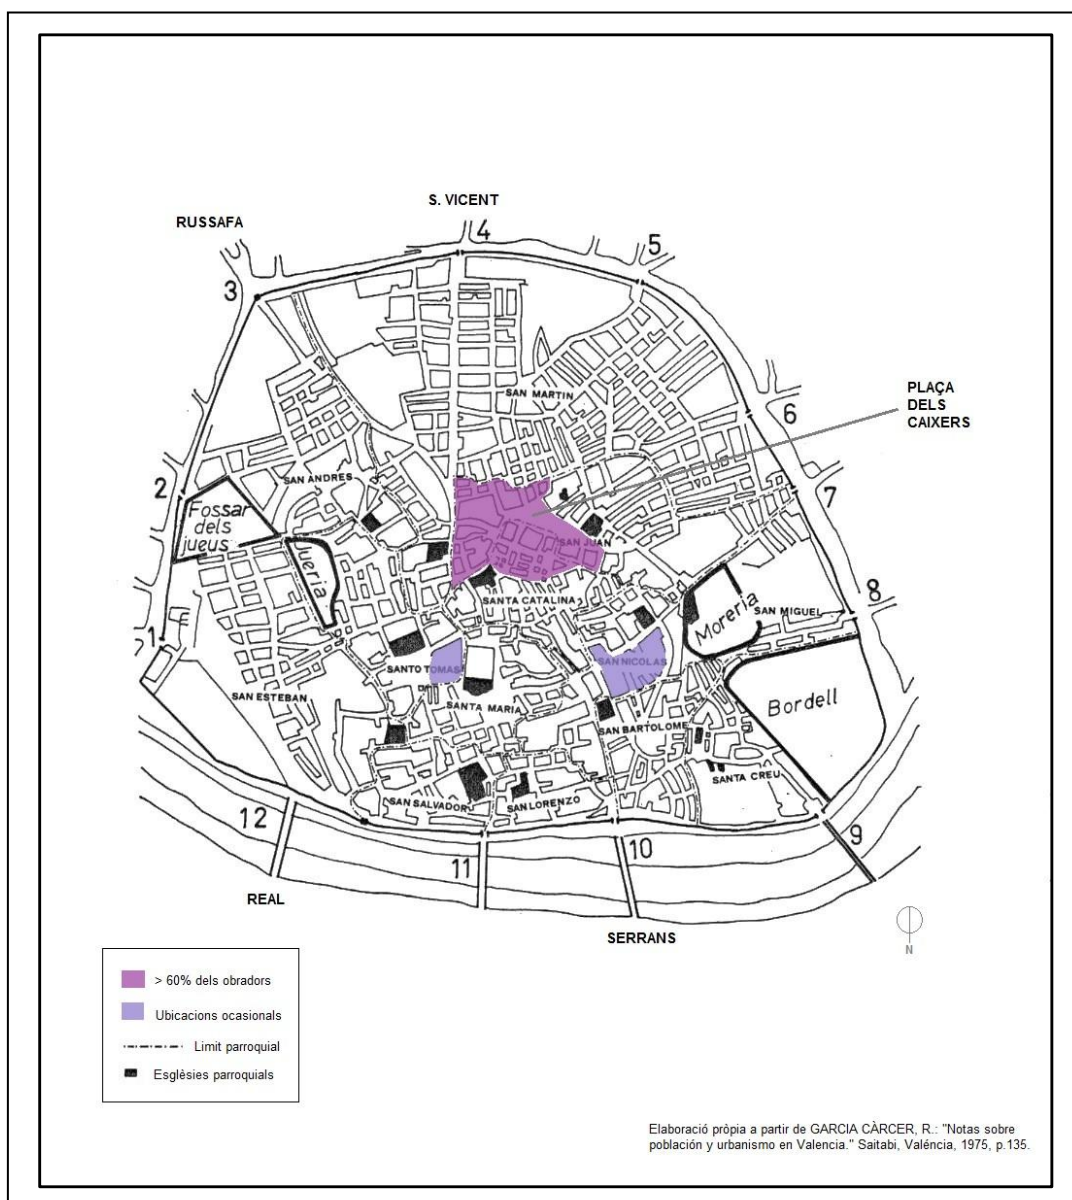 S. VICENT
RUSSAFA
4
5
3
PLAÇA
DELS
CAIXERS
SAN MARTIN
6
SAN ANDRES
2
7
Fossar
dels
jueus
Jueria
SAN JUAN
SANTA CATALINA
Moreria
SAN MIGUEL
8
1
SANTO TOMAS
SAN NICOLAS
SAN ESTEBAN
SANTA MARIA
Bordell
SAN BARTOLOME
SANTA CREU
SAN SALVADOR
SAN LORENZO
12
11
10
9
REAL
SERRANS
N
> 60% dels obradors
Ubicacions ocasionals
Limit parroquial
Esglèsies parroquials
Elaboració pròpia a partir de GARCIA CÀRCER, R.: "Notas sobre
población y urbanismo en Valencia." Saitabi, Valéncia, 1975, p.135.